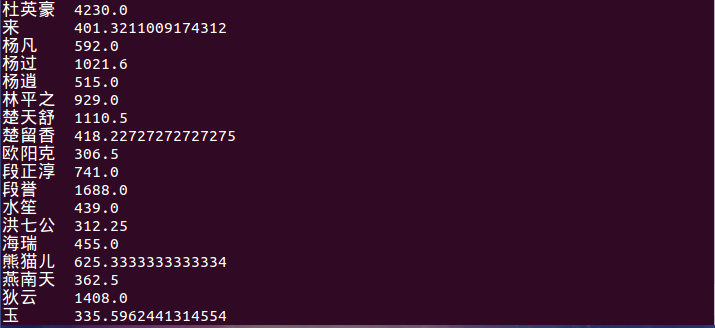 杜英豪 4230.0
来 401.3211009174312
杨凡 592.0
杨过 1021.6
杨逍 515.0
林平之 929.0
楚天舒 1110.5
楚留香 418.22727272727275
欧阳克 306.5
段正淳 741.0
段誉 1688.0
水笙 439.0
洪七公 312.25
海瑞 455.0
熊猫儿 625.3333333333334
燕南天 362.5
狄云 1408.0
玉 335.5962441314554